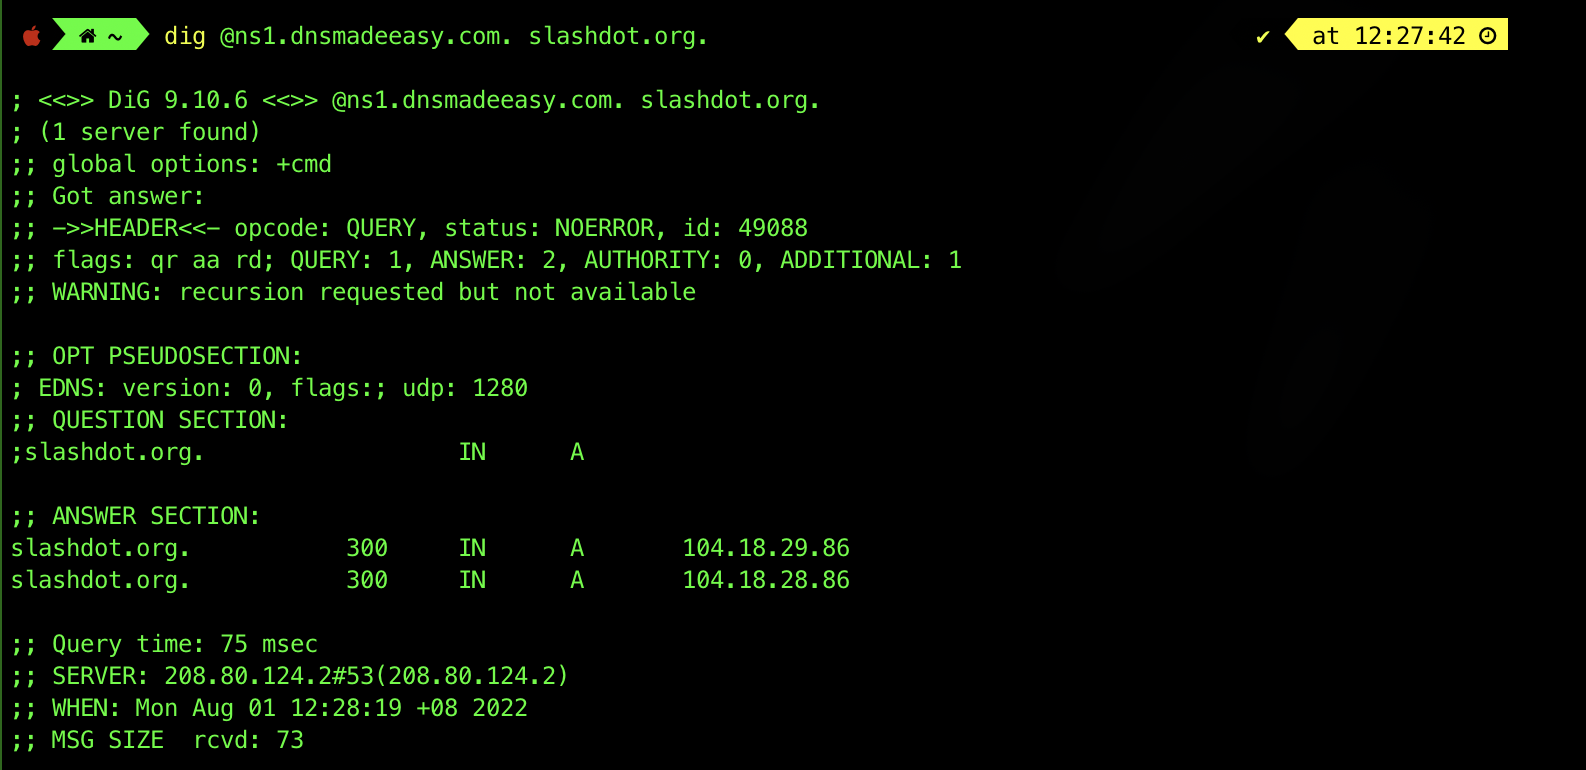 ~ dig @ns1.dnsmadeeasy.com. slashdot.org. ✔ at 12:27:42
; <<>> DiG 9.10.6 <<>> @ns1.dnsmadeeasy.com. slashdot.org.
; (1 server found)
;; global options: +cmd
;; Got answer:
;; ->>HEADER<<- opcode: QUERY, status: NOERROR, id: 49088
;; flags: qr aa rd; QUERY: 1, ANSWER: 2, AUTHORITY: 0, ADDITIONAL: 1
;; WARNING: recursion requested but not available
;; OPT PSEUDOSECTION:
; EDNS: version: 0, flags:; udp: 1280
;; QUESTION SECTION:
;slashdot.org. IN A
;; ANSWER SECTION:
slashdot.org. 300 IN A 104.18.29.86
slashdot.org. 300 IN A 104.18.28.86
;; Query time: 75 msec
;; SERVER: 208.80.124.2#53(208.80.124.2)
;; WHEN: Mon Aug 01 12:28:19 +08 2022
;; MSG SIZE rcvd: 73